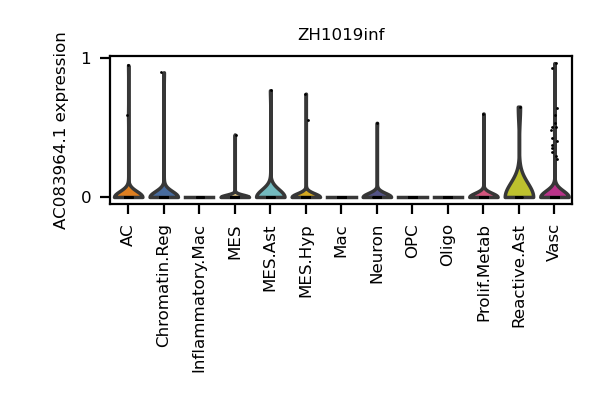 ZH1019inf
AC083964.1 expression
1
0
AC
Chromatin.Reg
Inflammatory.Mac
MES
MES.Ast
MES.Hyp
Mac
Neuron
OPC
Oligo
Prolif.Metab
Reactive.Ast
Vasc